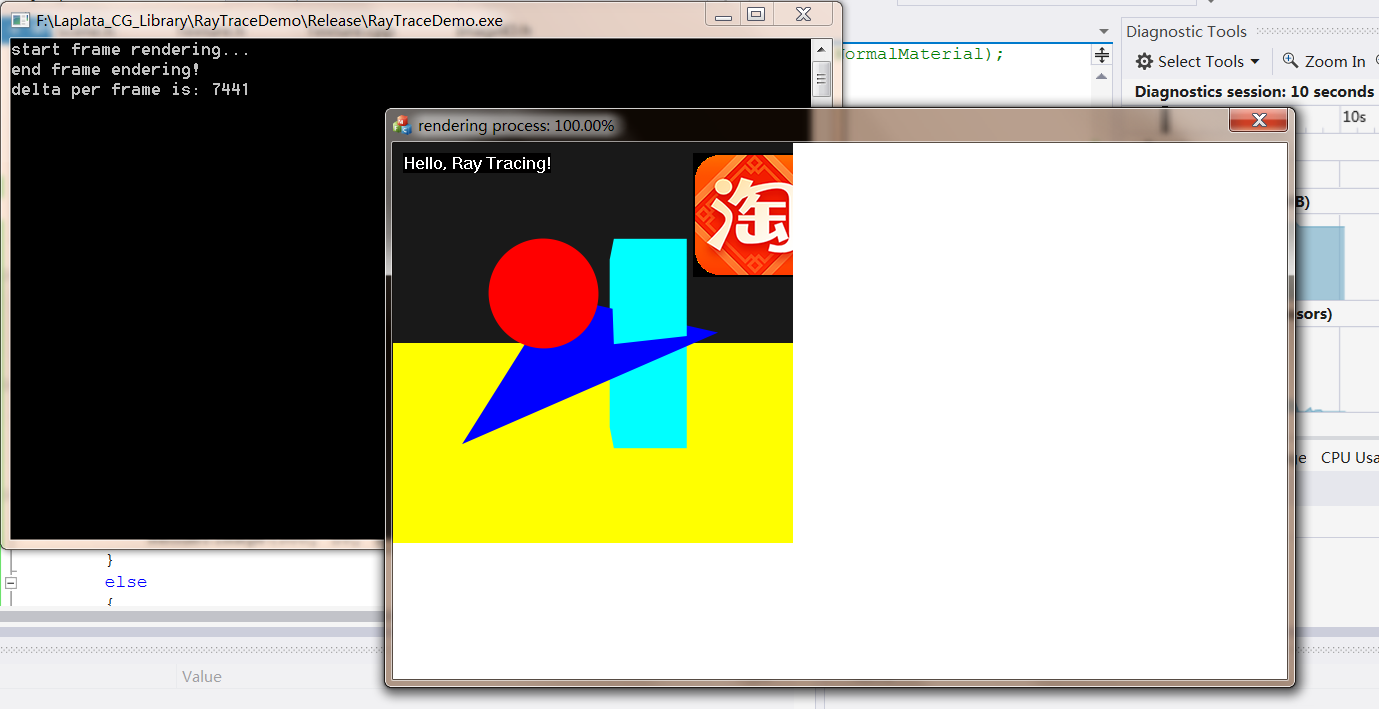 F:\Laplata_CG_Library\RayTraceDemo\Release\RayTraceDemo.exe
start frame rendering...
end frame endering!
delta per frame is: 7441
ormalMaterial);
Diagnostic Tools
Select Tools
Zoom In
Diagnostics session: 10 seconds
10s
rendering process: 100.00%
Hello, Ray Tracing!
淘
B)
sors)
ge
CPU Usa
}
else
{
Value